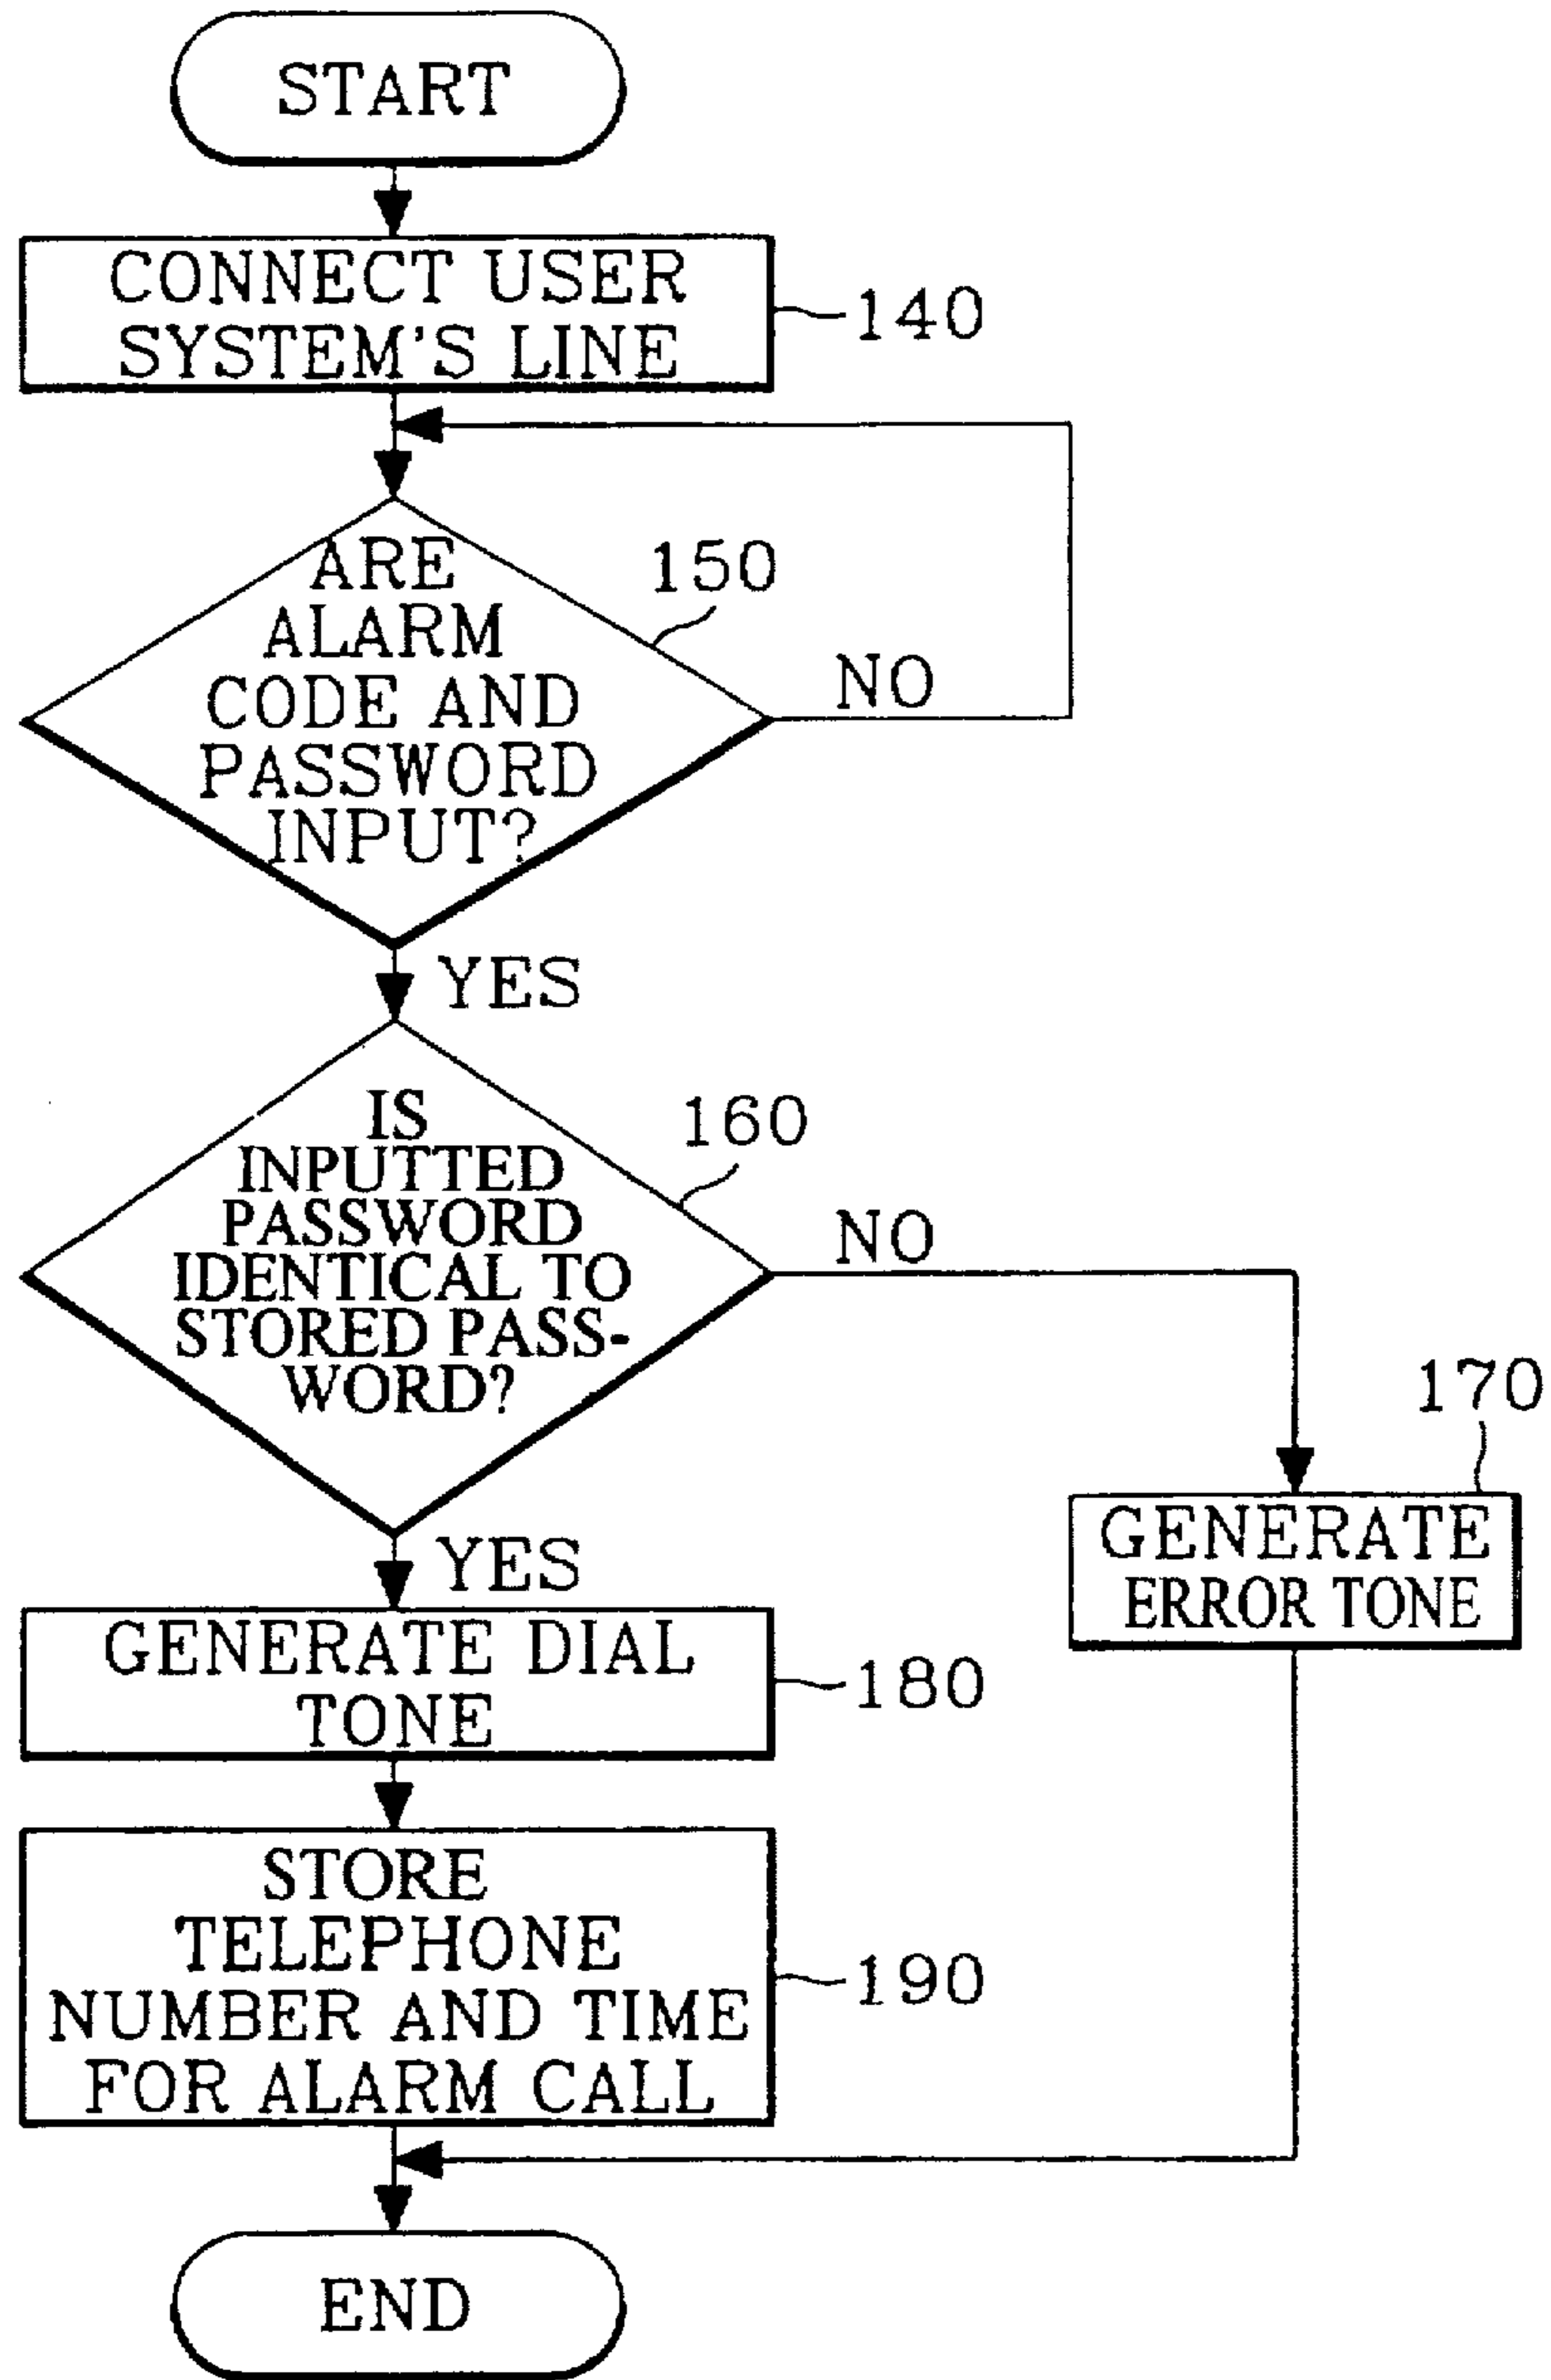 START
CONNECT USER
SYSTEM'S LINE
140
ARE
ALARM
CODE AND
PASSWORD
INPUT?
150
NO
YES
IS
INPUTTED
PASSWORD
IDENTICAL TO
STORED PASS-
WORD?
160
NO
170
GENERATE
ERROR TONE
YES
GENERATE DIAL
TONE
180
STORE
TELEPHONE
NUMBER AND TIME
FOR ALARM CALL
190
END